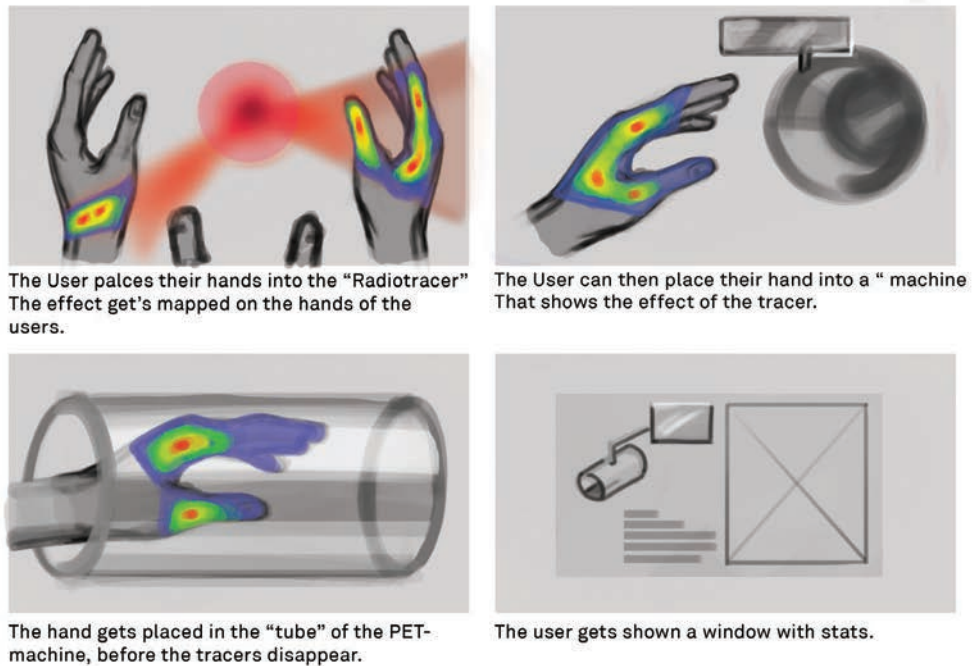 The User palces their hands into the “Radiotracer”
The effect get's mapped on the hands of the
users.
The User can then place their hand into a “ machine
That shows the effect of the tracer.
The hand gets placed in the “tube” of the PET-
machine, before the tracers disappear.
The user gets shown a window with stats.